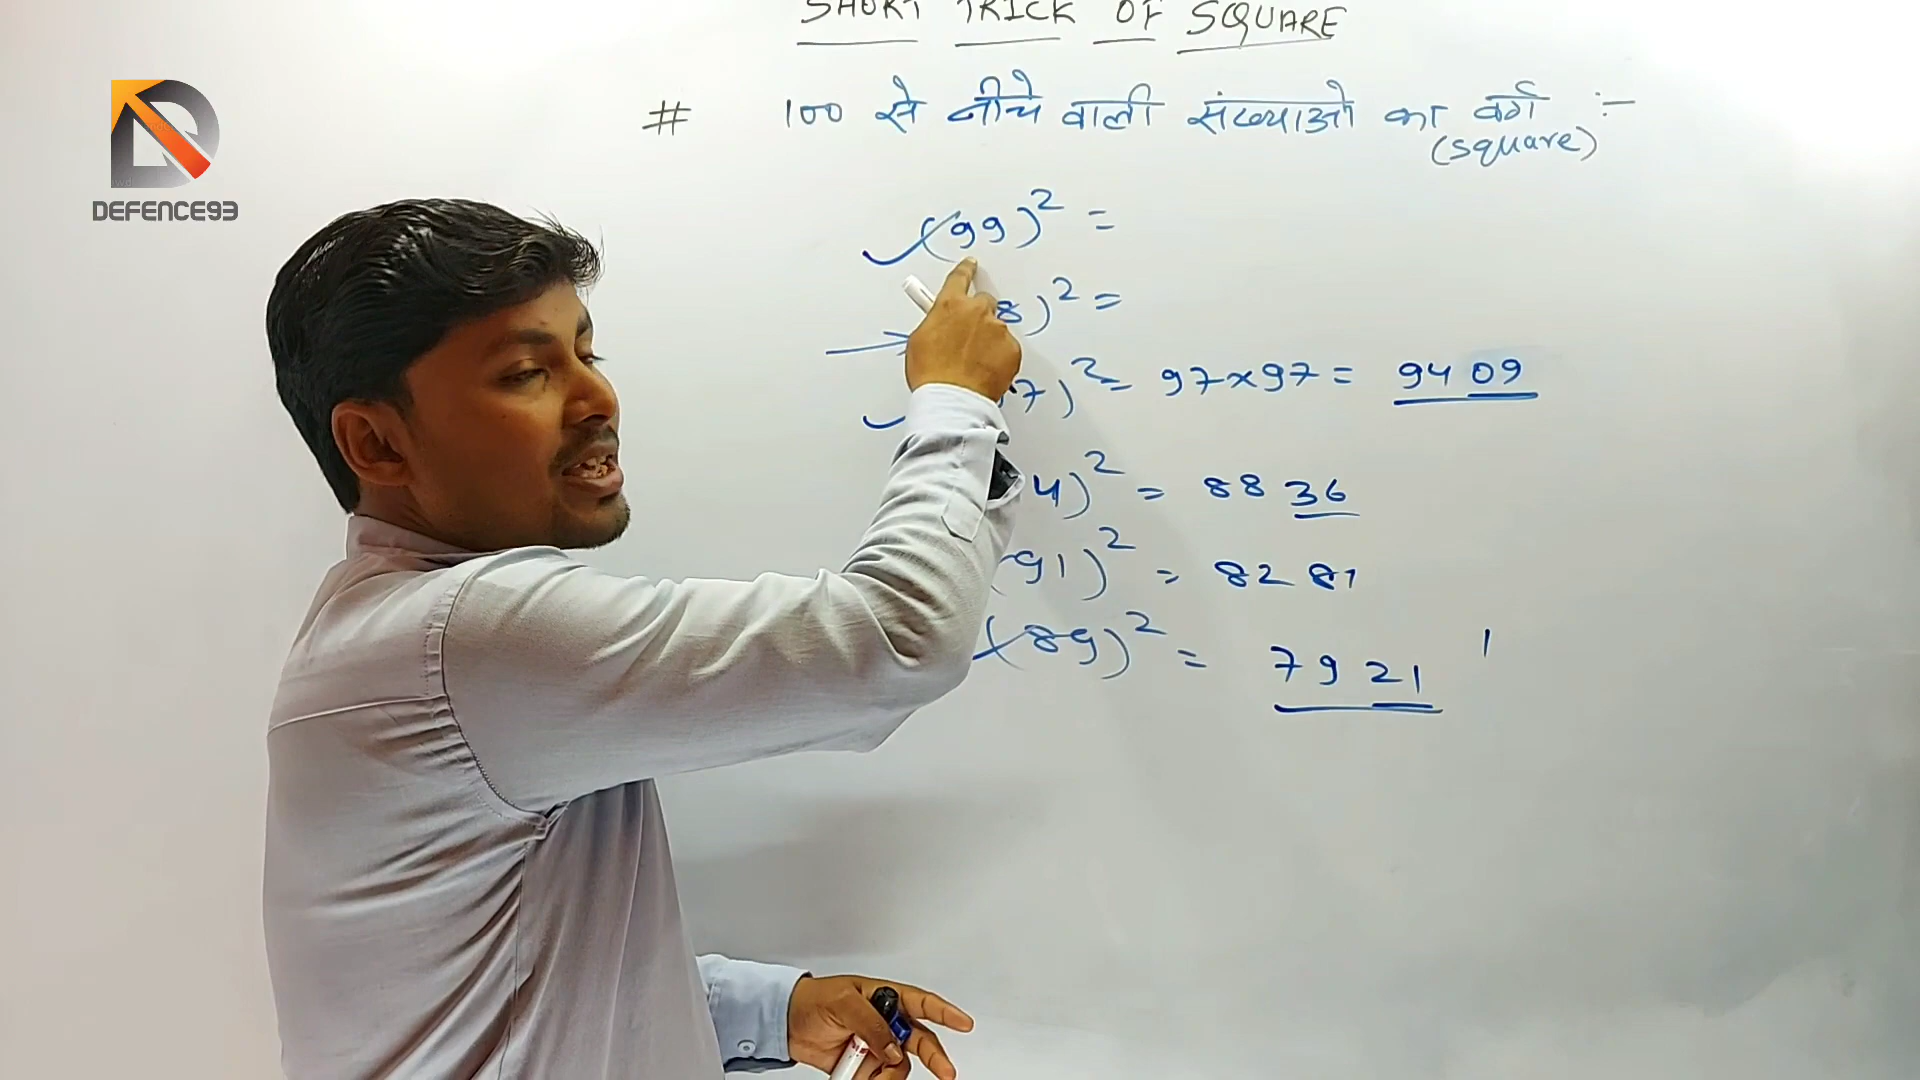 SHORT TRICK OF SQUARE
# 100 से नीचे वाली संख्याओ का वर्ग :-
(square)
DEFENCE93
(99)² =
8)² =
7)² = 97×97 = 9409
4)² = 8836
(91)² = 8281
(89)² = 7921 '